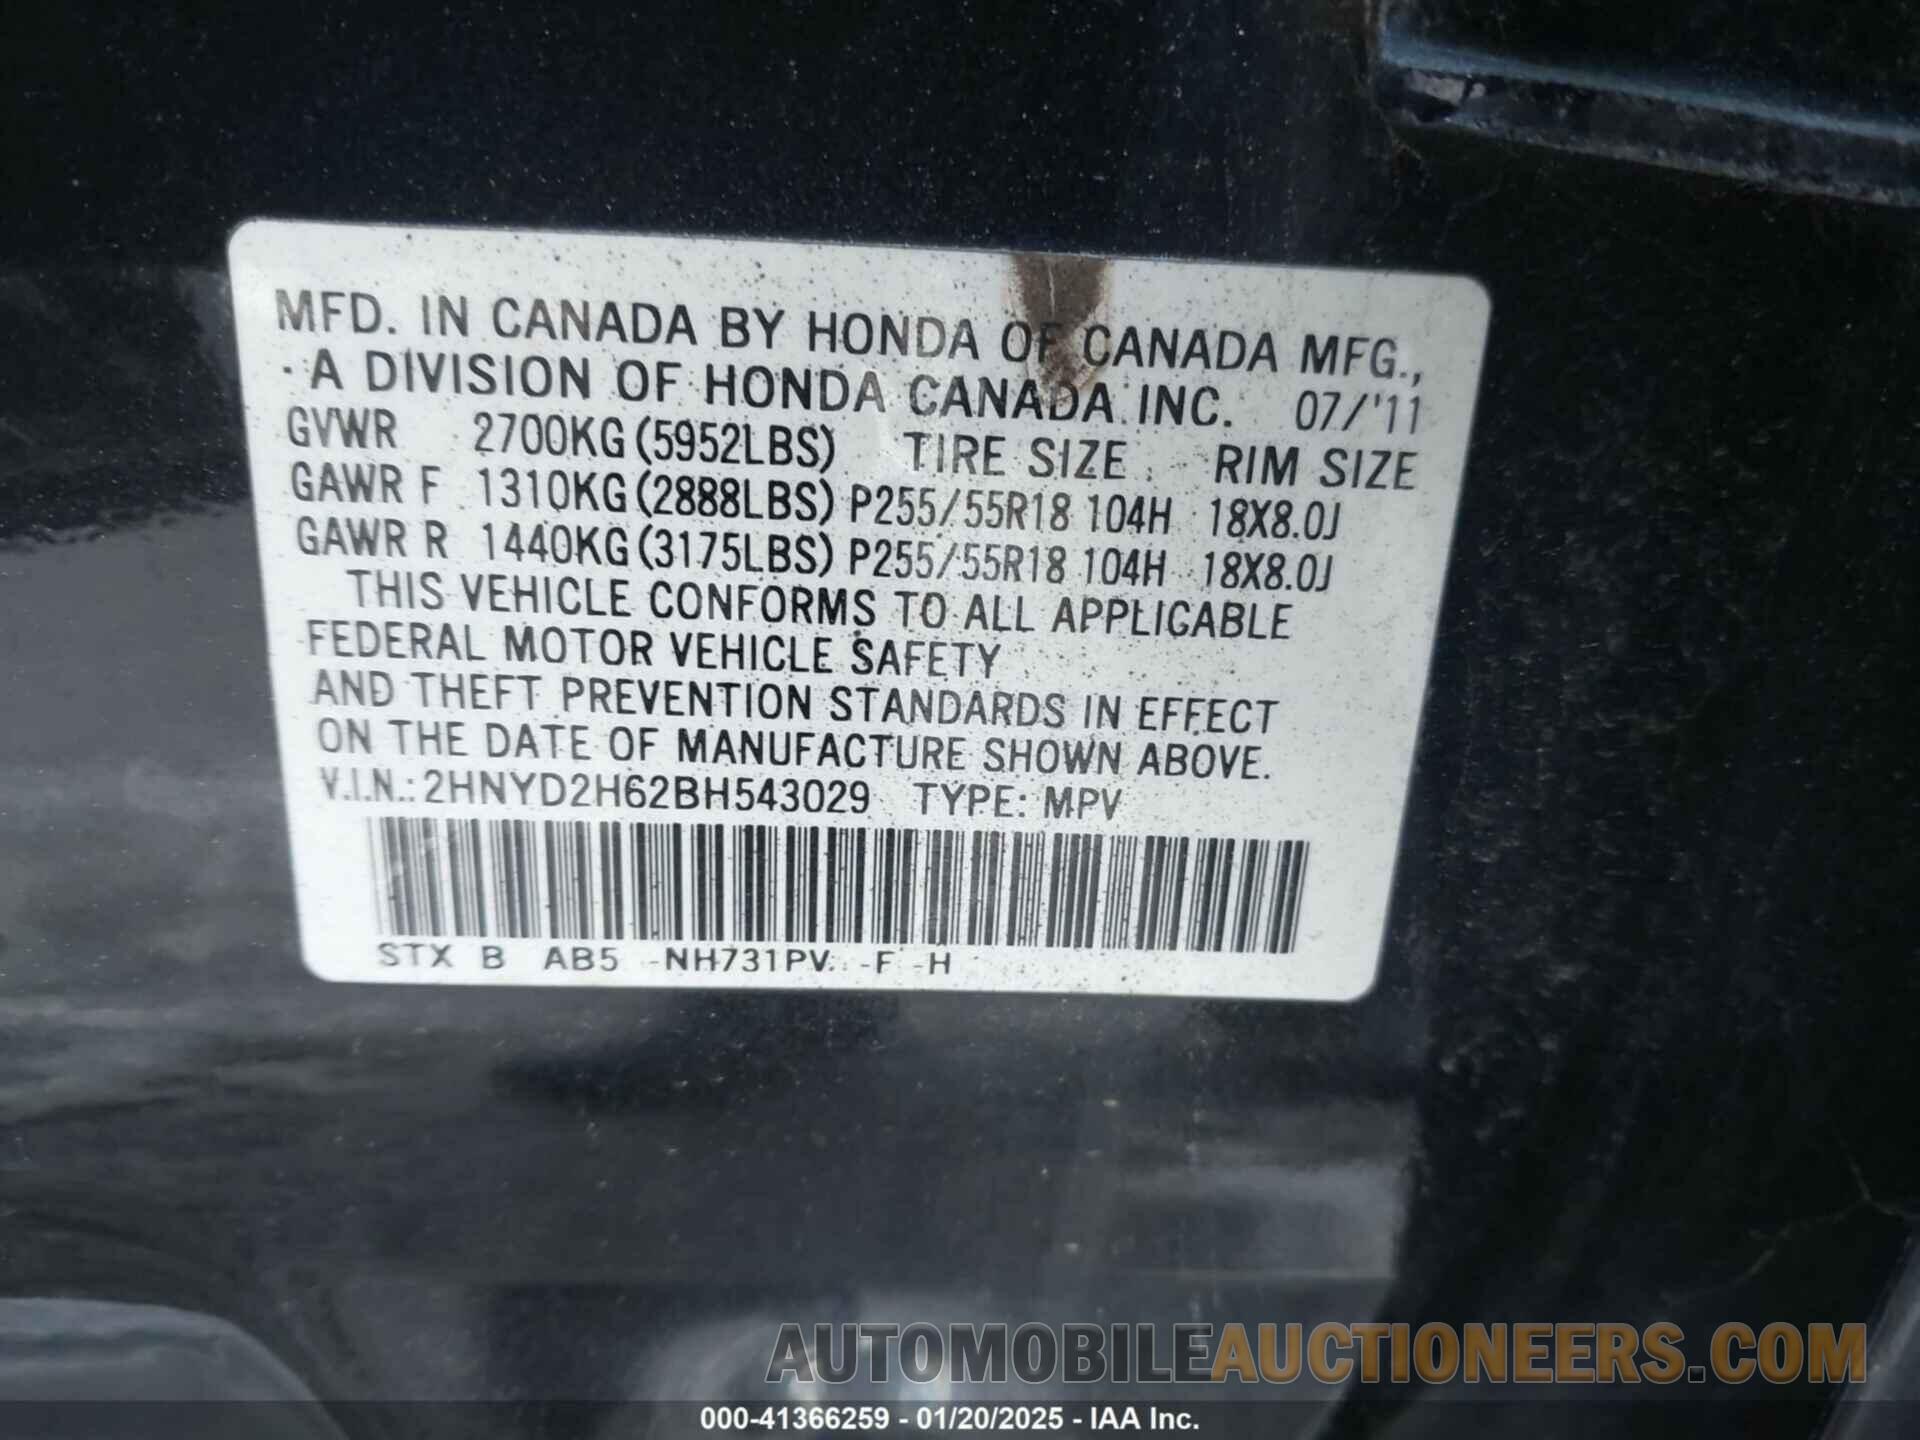 MFD. IN CANADA BY HONDA OF CANADA MFG.,
A DIVISION OF HONDA CANADA INC. 07/'11
GVWR 2700KG (5952LBS) TIRE SIZE RIM SIZE
GAWR F 1310KG (2888LBS) P255/55R18 104H 18X8.0J
GAWR R 1440KG (3175LBS) P255/55R18 104H 18X8.0J
THIS VEHICLE CONFORMS TO ALL APPLICABLE
FEDERAL MOTOR VEHICLE SAFETY
AND THEFT PREVENTION STANDARDS IN EFFECT
ON THE DATE OF MANUFACTURE SHOWN ABOVE.
V.I.N.: 2HNYD2H62BH543029 TYPE: MPV
STX B AB5 -NH731PV -F -H
AUTOMOBILEAUCTIONEERS.COM
000-41366259 - 01/20/2025 - IAA Inc.